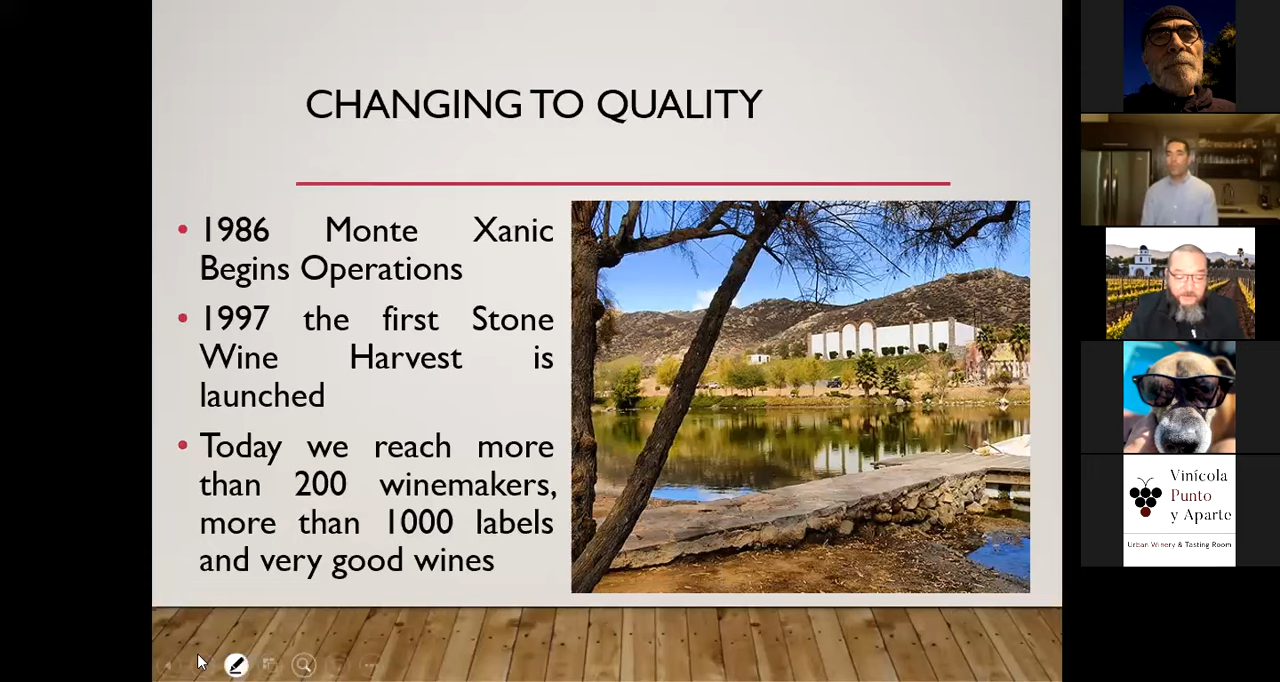 CHANGING TO QUALITY
• 1986 Monte Xanic
Begins Operations
• 1997 the first Stone
Wine Harvest is
launched
• Today we reach more
than 200 winemakers,
more than 1000 labels
and very good wines
Vinícola
Punto
y Aparte
Urban Winery & Tasting Room